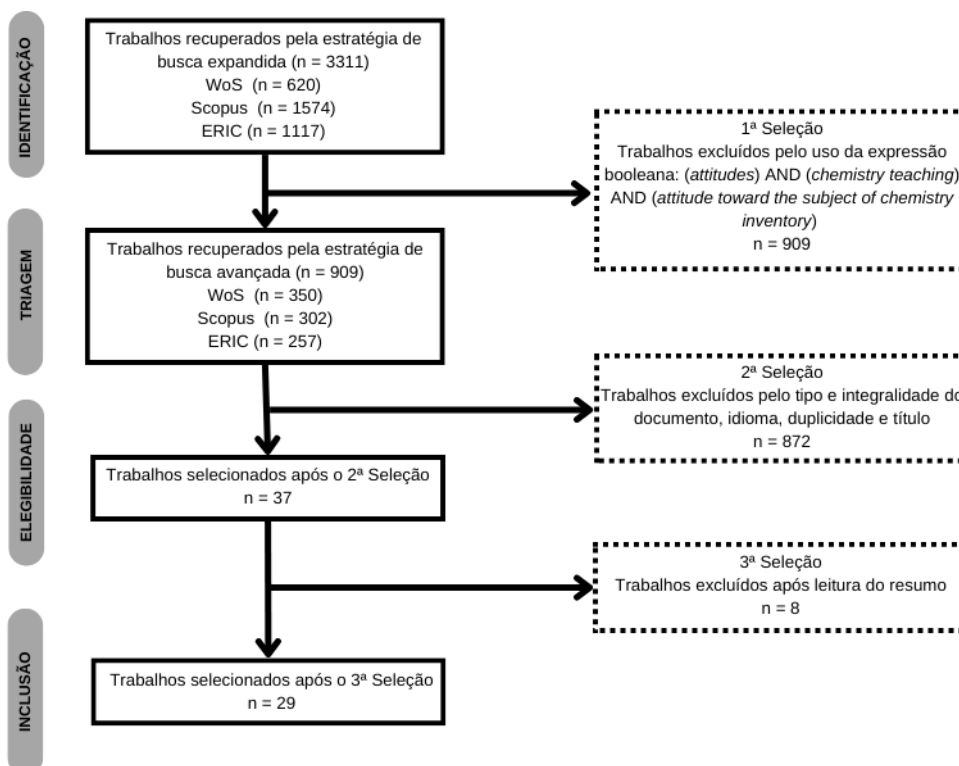 IDENTIFICAÇÃO
Trabalhos recuperados pela estratégia de
busca expandida (n = 3311)
WoS (n = 620)
Scopus (n = 1574)
ERIC (n = 1117)
1ª Seleção
Trabalhos excluídos pelo uso da expressão
booleana: (attitudes) AND (chemistry teaching)
AND (attitude toward the subject of chemistry
inventory)
n = 909
TRIAGEM
Trabalhos recuperados pela estratégia de
busca avançada (n = 909)
WoS (n = 350)
Scopus (n = 302)
ERIC (n = 257)
2ª Seleção
Trabalhos excluídos pelo tipo e integralidade do
documento, idioma, duplicidade e título
n = 872
ELEGIBILIDADE
Trabalhos selecionados após o 2ª Seleção
n = 37
3ª Seleção
Trabalhos excluídos após leitura do resumo
n = 8
INCLUSÃO
Trabalhos selecionados após o 3ª Seleção
n = 29